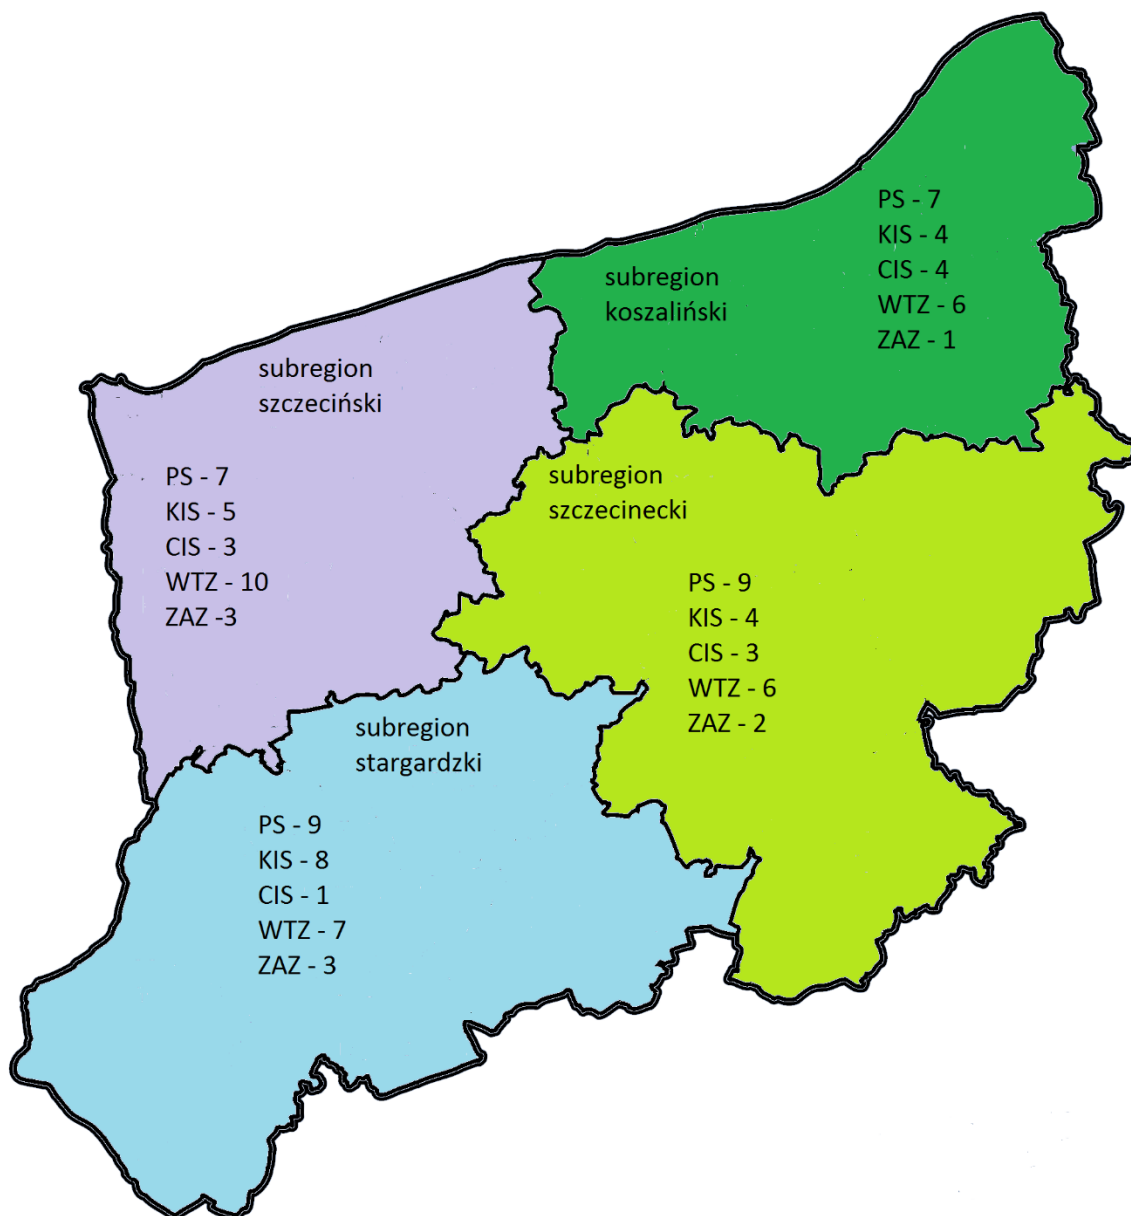 subregion
koszaliński
PS - 7
KIS - 4
CIS - 4
WTZ - 6
ZAZ - 1
subregion
szczeciński
PS - 7
KIS - 5
CIS - 3
WTZ - 10
ZAZ -3
subregion
szczecinecki
PS - 9
KIS - 4
CIS - 3
WTZ - 6
ZAZ - 2
subregion
stargardzki
PS - 9
KIS - 8
CIS - 1
WTZ - 7
ZAZ - 3